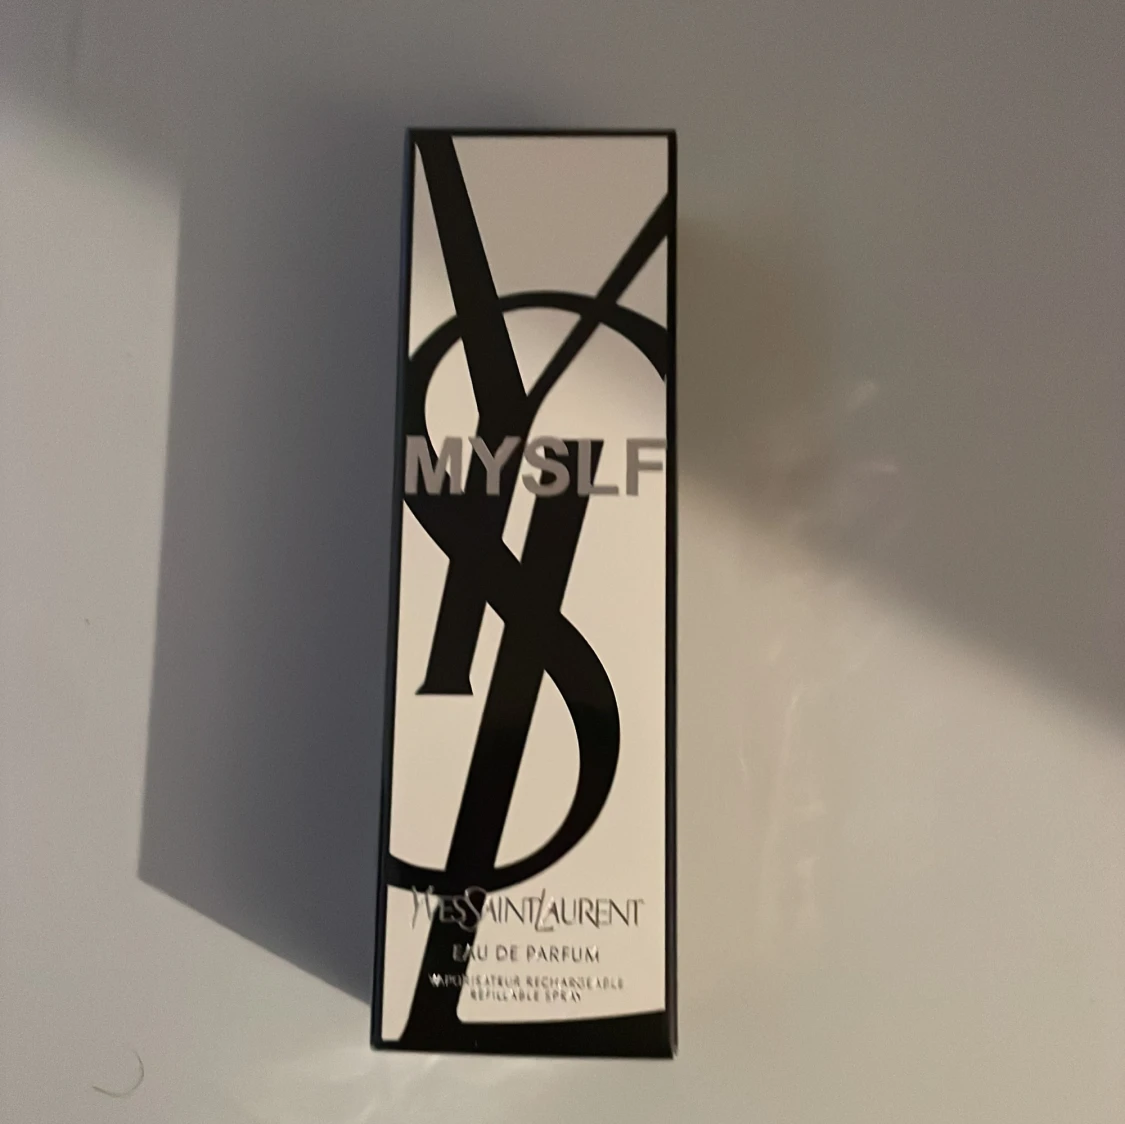 YSL
MYSLF
YVESSAINTLAURENT
EAU DE PARFUM
VAPORISATEUR RECHARGEABLE
REFILLABLE SPRAY